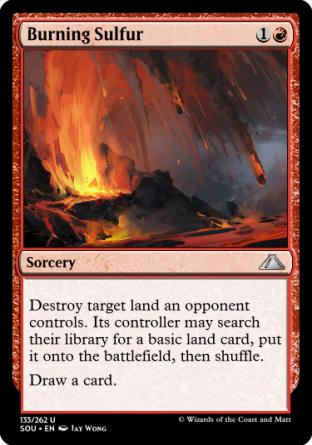 Burning Sulfur 1
Sorcery
Destroy target land an opponent
controls. Its controller may search
their library for a basic land card, put
it onto the battlefield, then shuffle.
Draw a card.
133/262 U
SOU • EN Jay Wong
© Wizards of the Coast and Matt